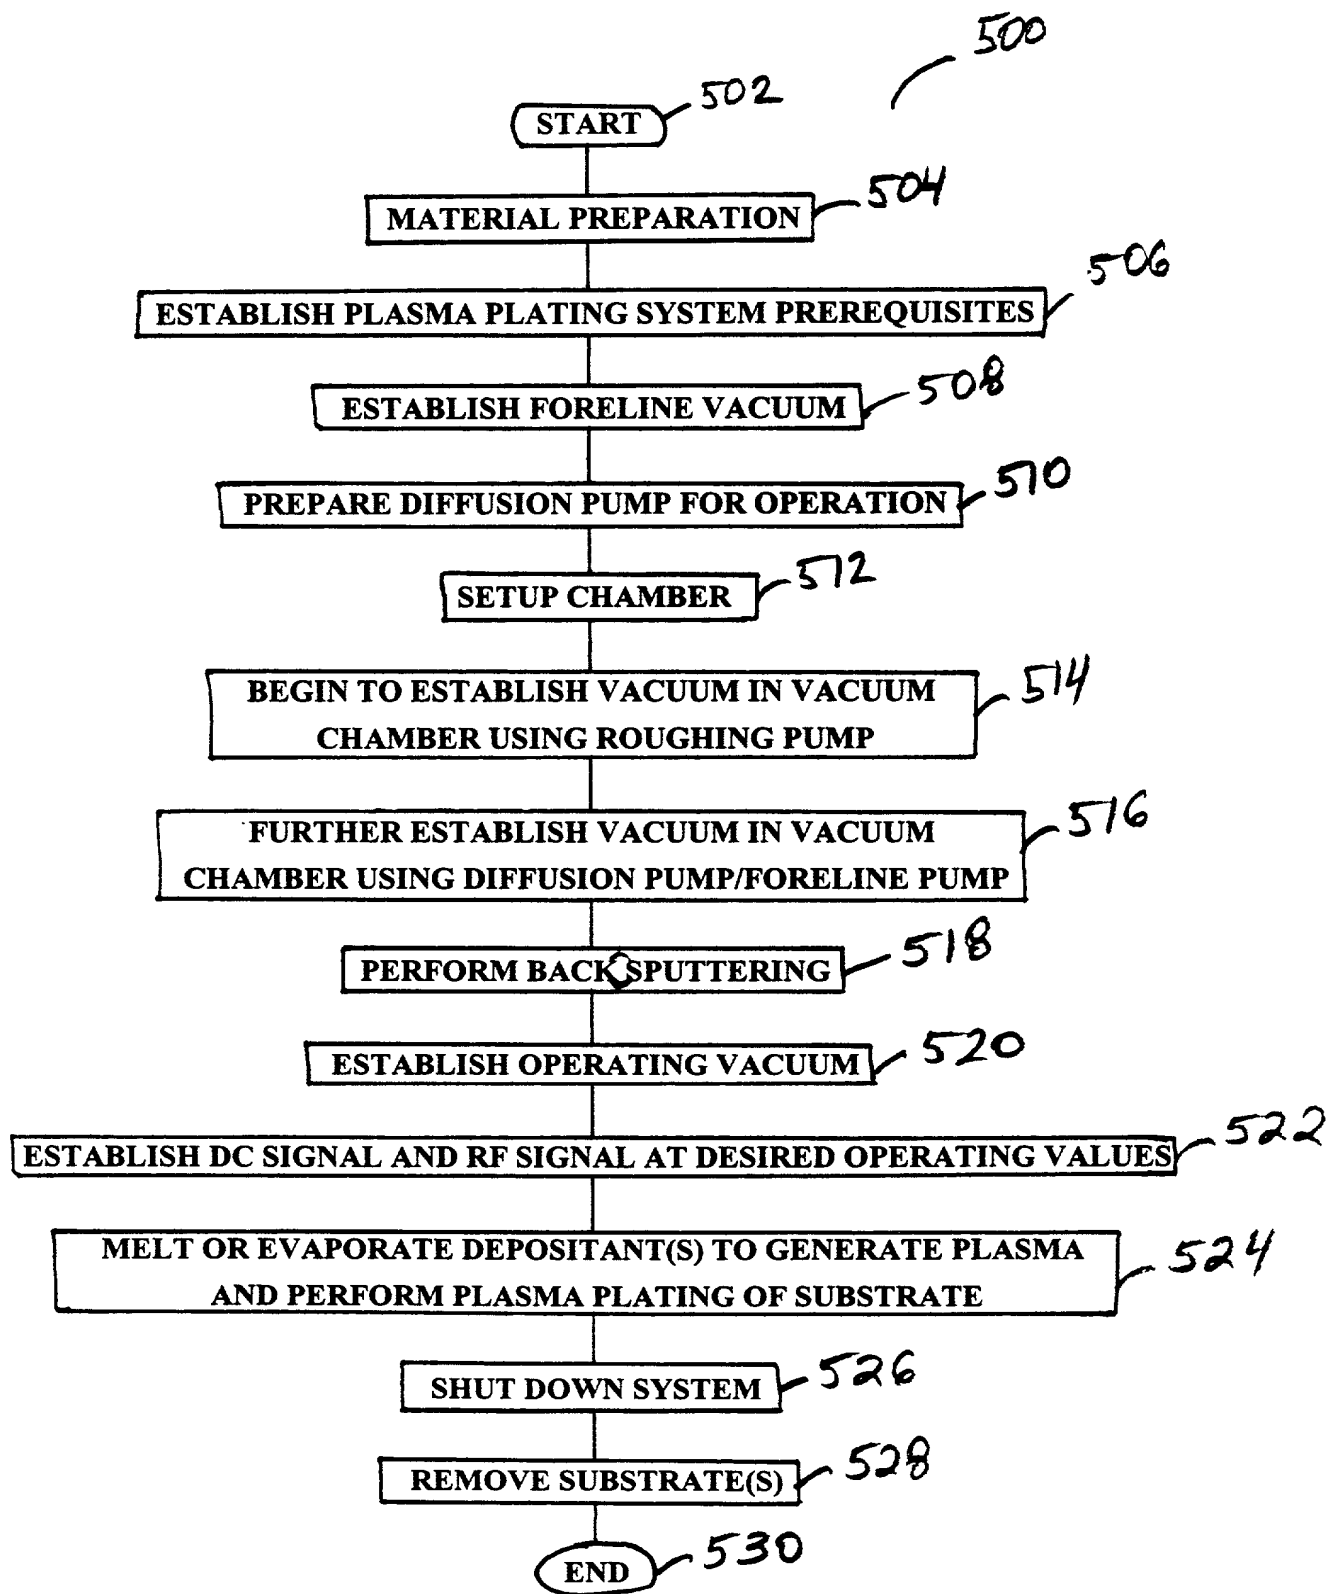 500
START 502
MATERIAL PREPARATION 504
ESTABLISH PLASMA PLATING SYSTEM PREREQUISITES 506
ESTABLISH FORELINE VACUUM 508
PREPARE DIFFUSION PUMP FOR OPERATION 510
SETUP CHAMBER 512
BEGIN TO ESTABLISH VACUUM IN VACUUM
CHAMBER USING ROUGHING PUMP 514
FURTHER ESTABLISH VACUUM IN VACUUM
CHAMBER USING DIFFUSION PUMP/FORELINE PUMP 516
PERFORM BACK SPUTTERING 518
ESTABLISH OPERATING VACUUM 520
ESTABLISH DC SIGNAL AND RF SIGNAL AT DESIRED OPERATING VALUES 522
MELT OR EVAPORATE DEPOSITANT(S) TO GENERATE PLASMA
AND PERFORM PLASMA PLATING OF SUBSTRATE 524
SHUT DOWN SYSTEM 526
REMOVE SUBSTRATE(S) 528
END 530